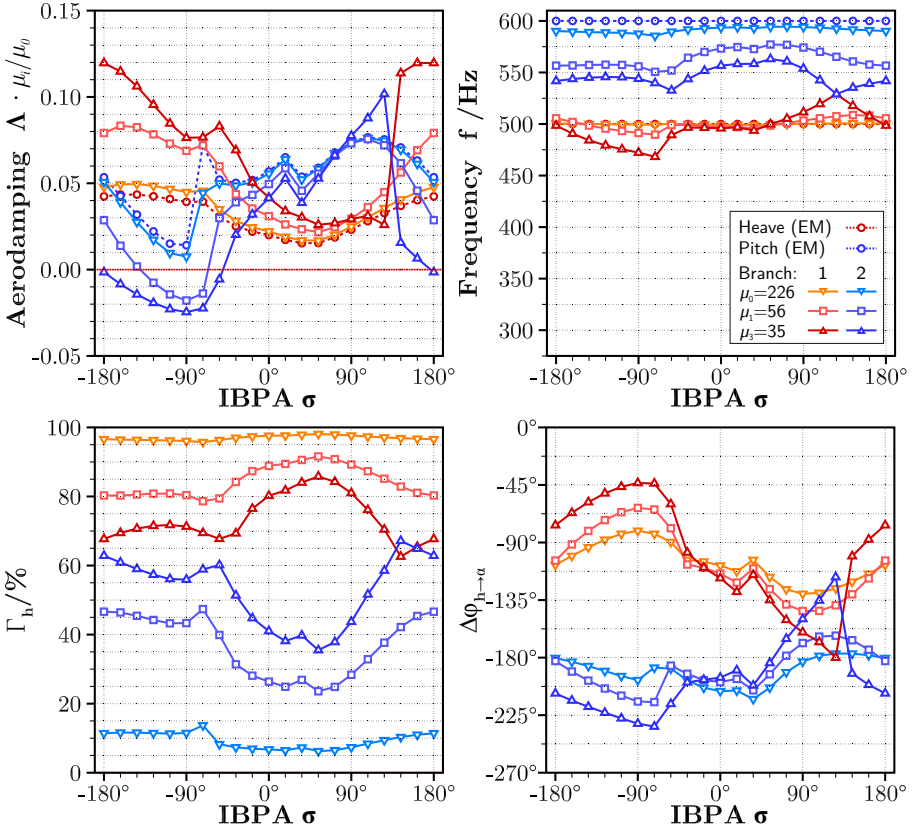 Aerodamping Λ · μᵢ/μ₀
0.15
0.10
0.05
0.00
-0.05
-180° -90° 0° 90° 180°
IBPA σ
Frequency f /Hz
600
550
500
450
400
350
300
Heave (EM)
Pitch (EM)
Branch: 1 2
μ₀=226
μ₁=56
μ₃=35
-180° -90° 0° 90° 180°
IBPA σ
Γₕ/%
100
80
60
40
20
0
-180° -90° 0° 90° 180°
IBPA σ
Δφₕ→α
0°
-45°
-90°
-135°
-180°
-225°
-270°
-180° -90° 0° 90° 180°
IBPA σ